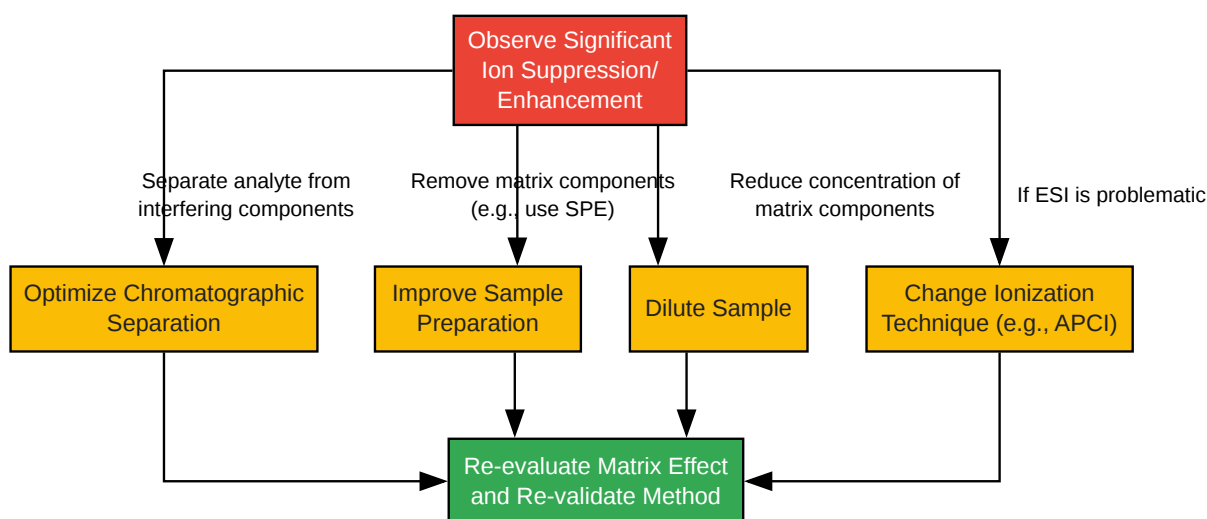 Observe Significant
Ion Suppression/
Enhancement
Separate analyte from
interfering components
Remove matrix components
(e.g., use SPE)
Reduce concentration of
matrix components
If ESI is problematic
Optimize Chromatographic
Separation
Improve Sample
Preparation
Dilute Sample
Change Ionization
Technique (e.g., APCI)
Re-evaluate Matrix Effect
and Re-validate Method